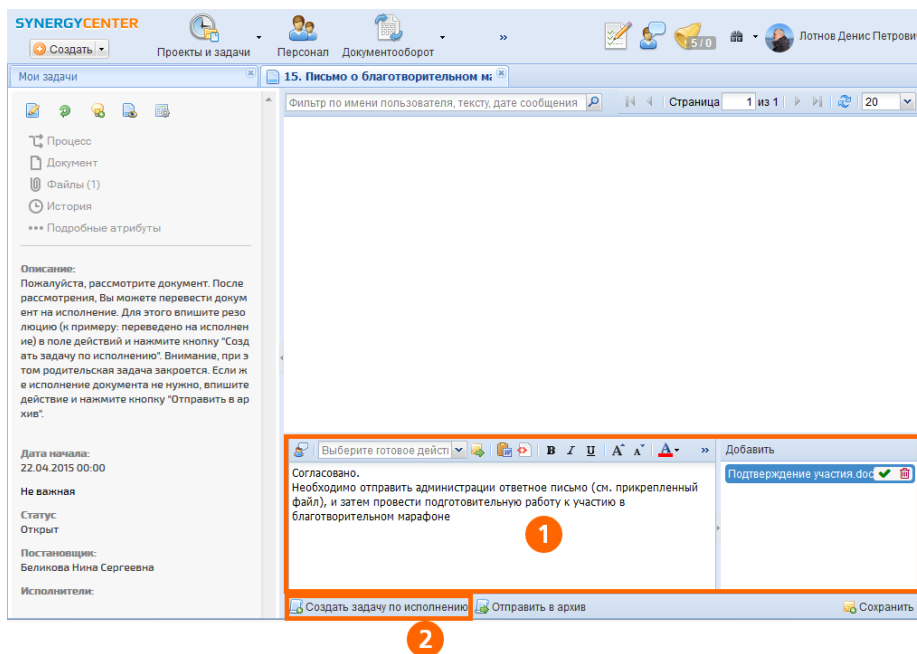 SYNERGYCENTER
Создать
Проекты и задачи
Персонал
Документооборот
»
5 / 0
Лотнов Денис Петрович
Мои задачи
15. Письмо о благотворительном ма
Процесс
Документ
Файлы (1)
История
Подробные атрибуты
Описание:
Пожалуйста, рассмотрите документ. После
рассмотрения, Вы можете перевести докум
ент на исполнение. Для этого впишите резо
люцию (к примеру: переведено на исполнен
ие) в поле действий и нажмите кнопку "Созд
ать задачу по исполнению". Внимание, при э
том родительская задача закроется. Если ж
е исполнение документа не нужно, впишите
действие и нажмите кнопку "Отправить в ар
хив".
Дата начала:
22.04.2015 00:00
Не важная
Статус
Открыт
Постановщик:
Беликова Нина Сергеевна
Исполнители:
Фильтр по имени пользователя, тексту, дате сообщения
Страница 1 из 1
20
Выберите готовое дейст
B I U A A A »
Добавить
Согласовано.
Необходимо отправить администрации ответное письмо (см. прикрепленный
файл), и затем провести подготовительную работу к участию в
благотворительном марафоне
Подтверждение участия.doc
1
Создать задачу по исполнению
Отправить в архив
Сохранить
2